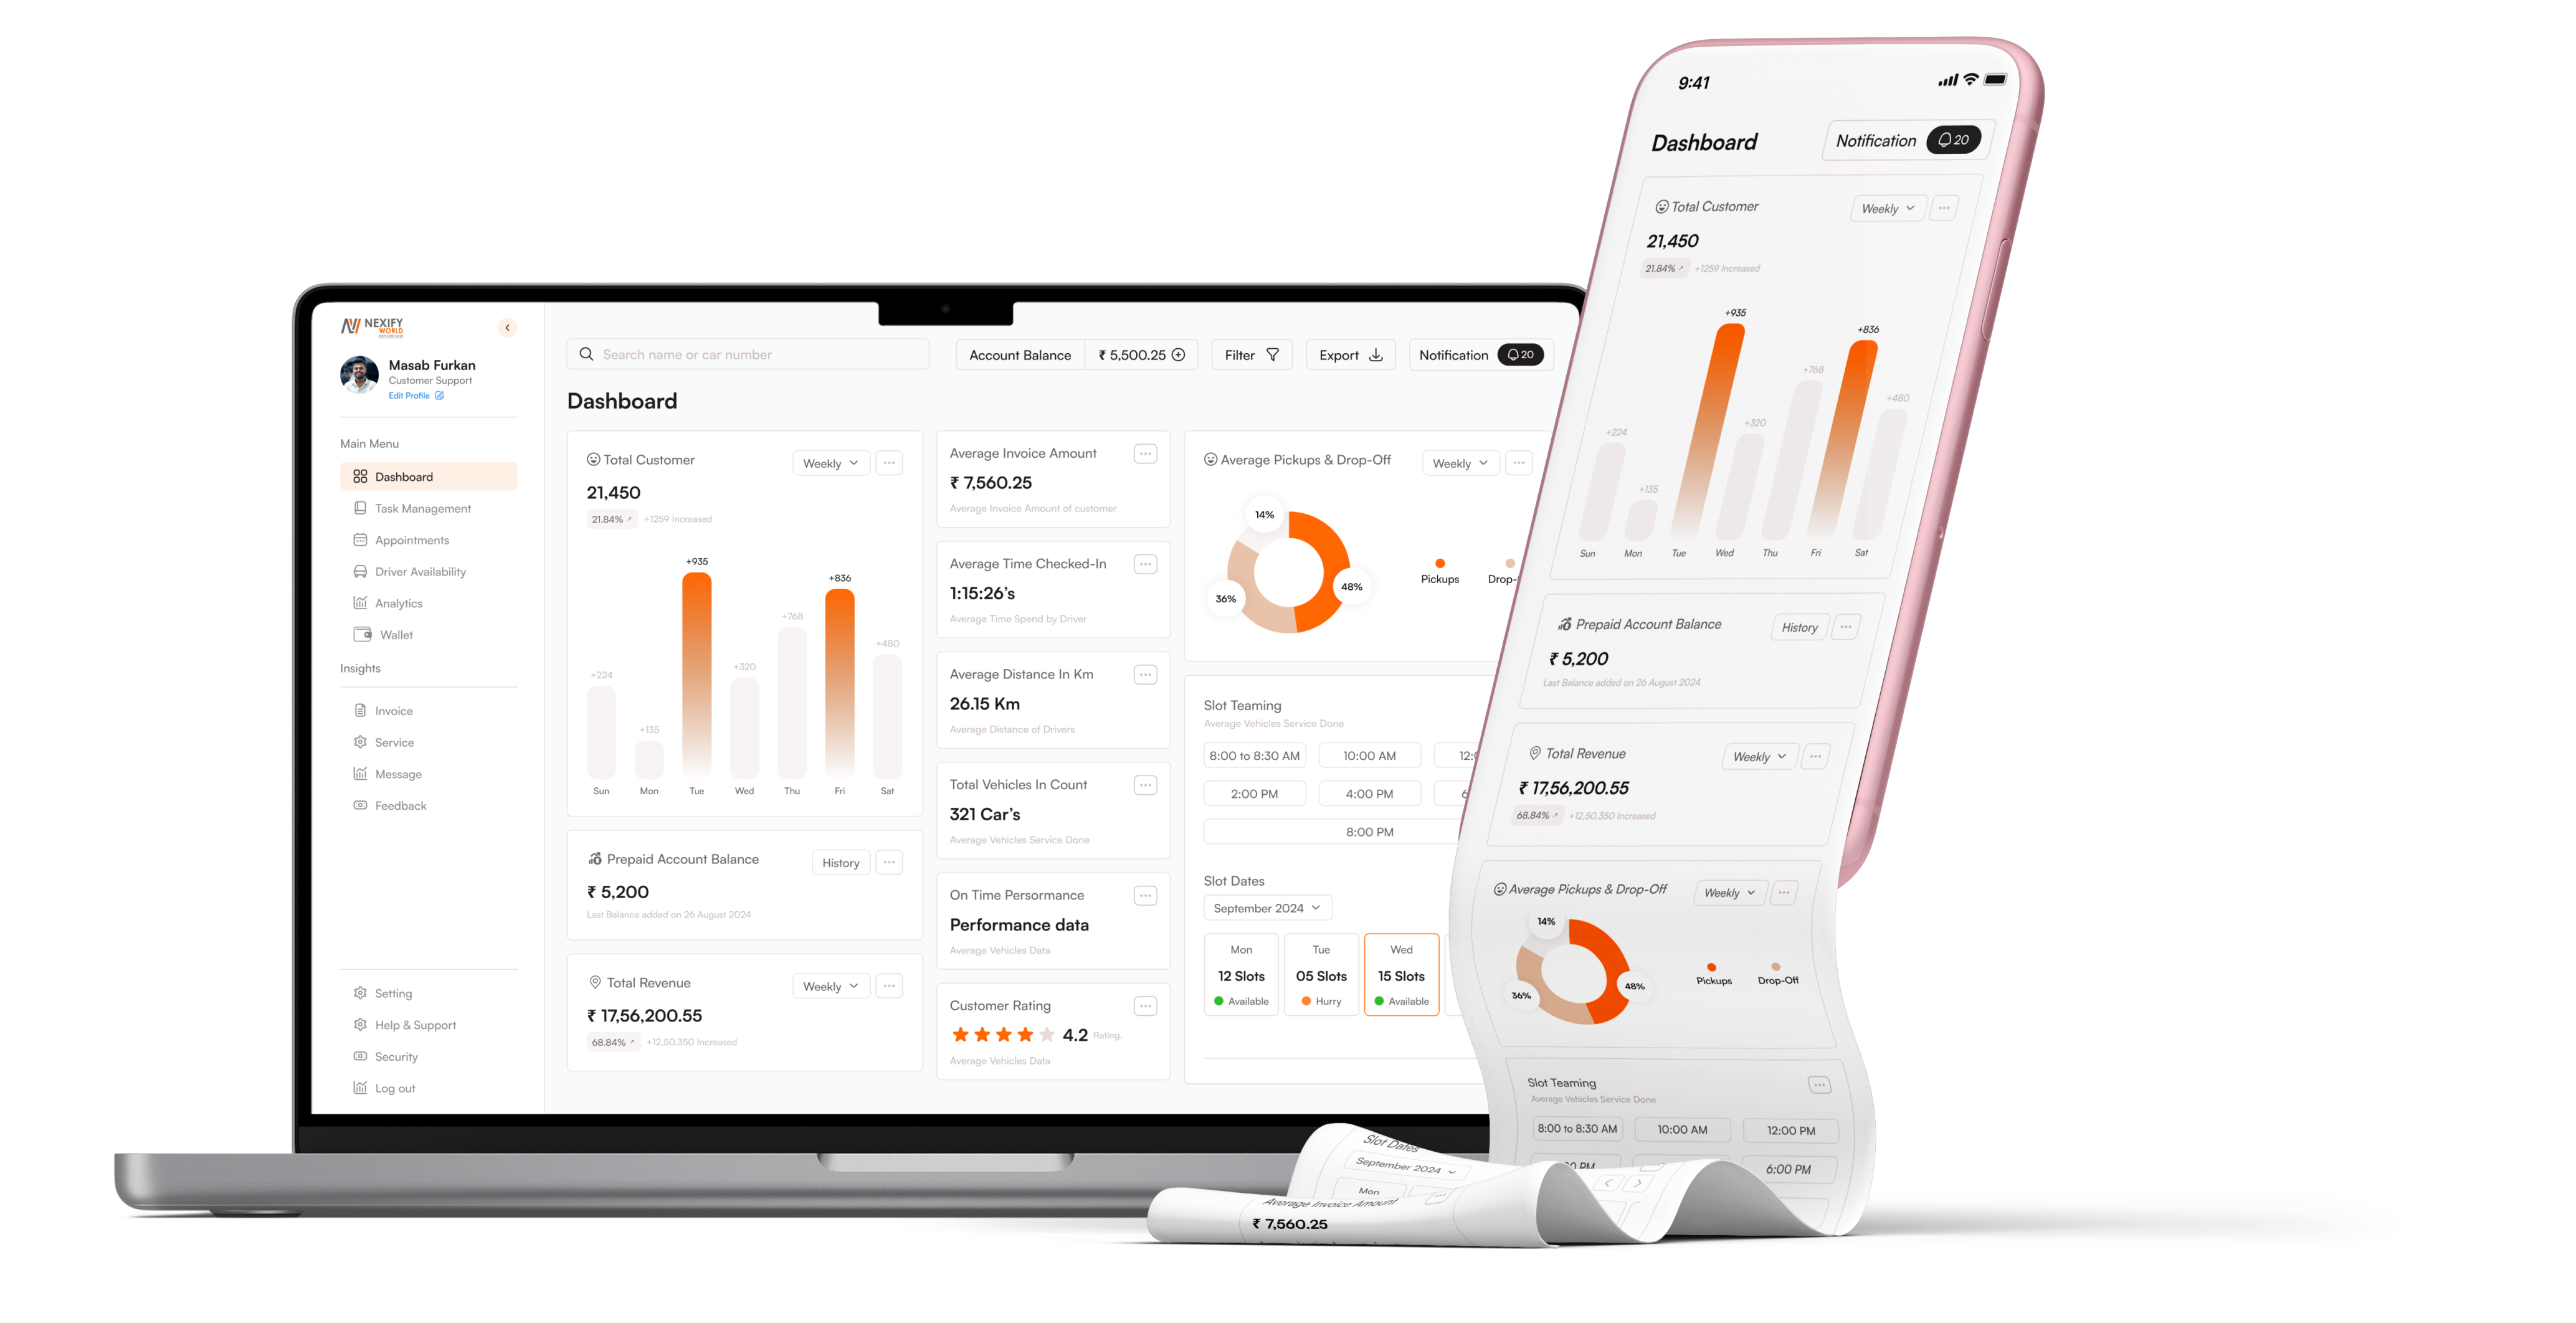 NEXIFY
WORLD
Masab Furkan
Customer Support
Edit Profile
Main Menu
Dashboard
Task Management
Appointments
Driver Availability
Analytics
Wallet
Insights
Invoice
Service
Message
Feedback
Setting
Help & Support
Security
Log out
Search name or car number
Account Balance ₹ 5,500.25
Filter
Export
Notification 20
Dashboard
Total Customer Weekly
21,450
21.84% +1259 Increased
+224 +135 +935 +320 +768 +836 +480
Sun Mon Tue Wed Thu Fri Sat
Prepaid Account Balance History
₹ 5,200
Last Balance added on 26 August 2024
Total Revenue Weekly
₹ 17,56,200.55
68.84% +12,50,350 Increased
Average Invoice Amount
₹ 7,560.25
Average Invoice Amount of customer
Average Time Checked-In
1:15:26’s
Average Time Spend by Driver
Average Distance In Km
26.15 Km
Average Distance of Drivers
Total Vehicles In Count
321 Car’s
Average Vehicles Service Done
On Time Persormance
Performance data
Average Vehicles Data
Customer Rating
4.2 Rating.
Average Vehicles Data
Average Pickups & Drop-Off Weekly
14%
48%
36%
Pickups Drop-
Slot Teaming
Average Vehicles Service Done
8:00 to 8:30 AM 10:00 AM 12:
2:00 PM 4:00 PM 6
8:00 PM
Slot Dates
September 2024
Mon Tue Wed
12 Slots 05 Slots 15 Slots
Available Hurry Available
9:41
Dashboard Notification 20
Total Customer Weekly
21,450
21.84% +1259 Increased
+224 +135 +935 +320 +768 +836 +480
Sun Mon Tue Wed Thu Fri Sat
Prepaid Account Balance History
₹ 5,200
Last Balance added on 26 August 2024
Total Revenue Weekly
₹ 17,56,200.55
68.84% +12,50,350 Increased
Average Pickups & Drop-Off Weekly
14%
48%
36%
Pickups Drop-Off
Slot Teaming
Average Vehicles Service Done
8:00 to 8:30 AM 10:00 AM 12:00 PM
PM 6:00 PM
Slot Dates
September 2024
Mon
Average Invoice Amount
₹ 7,560.25